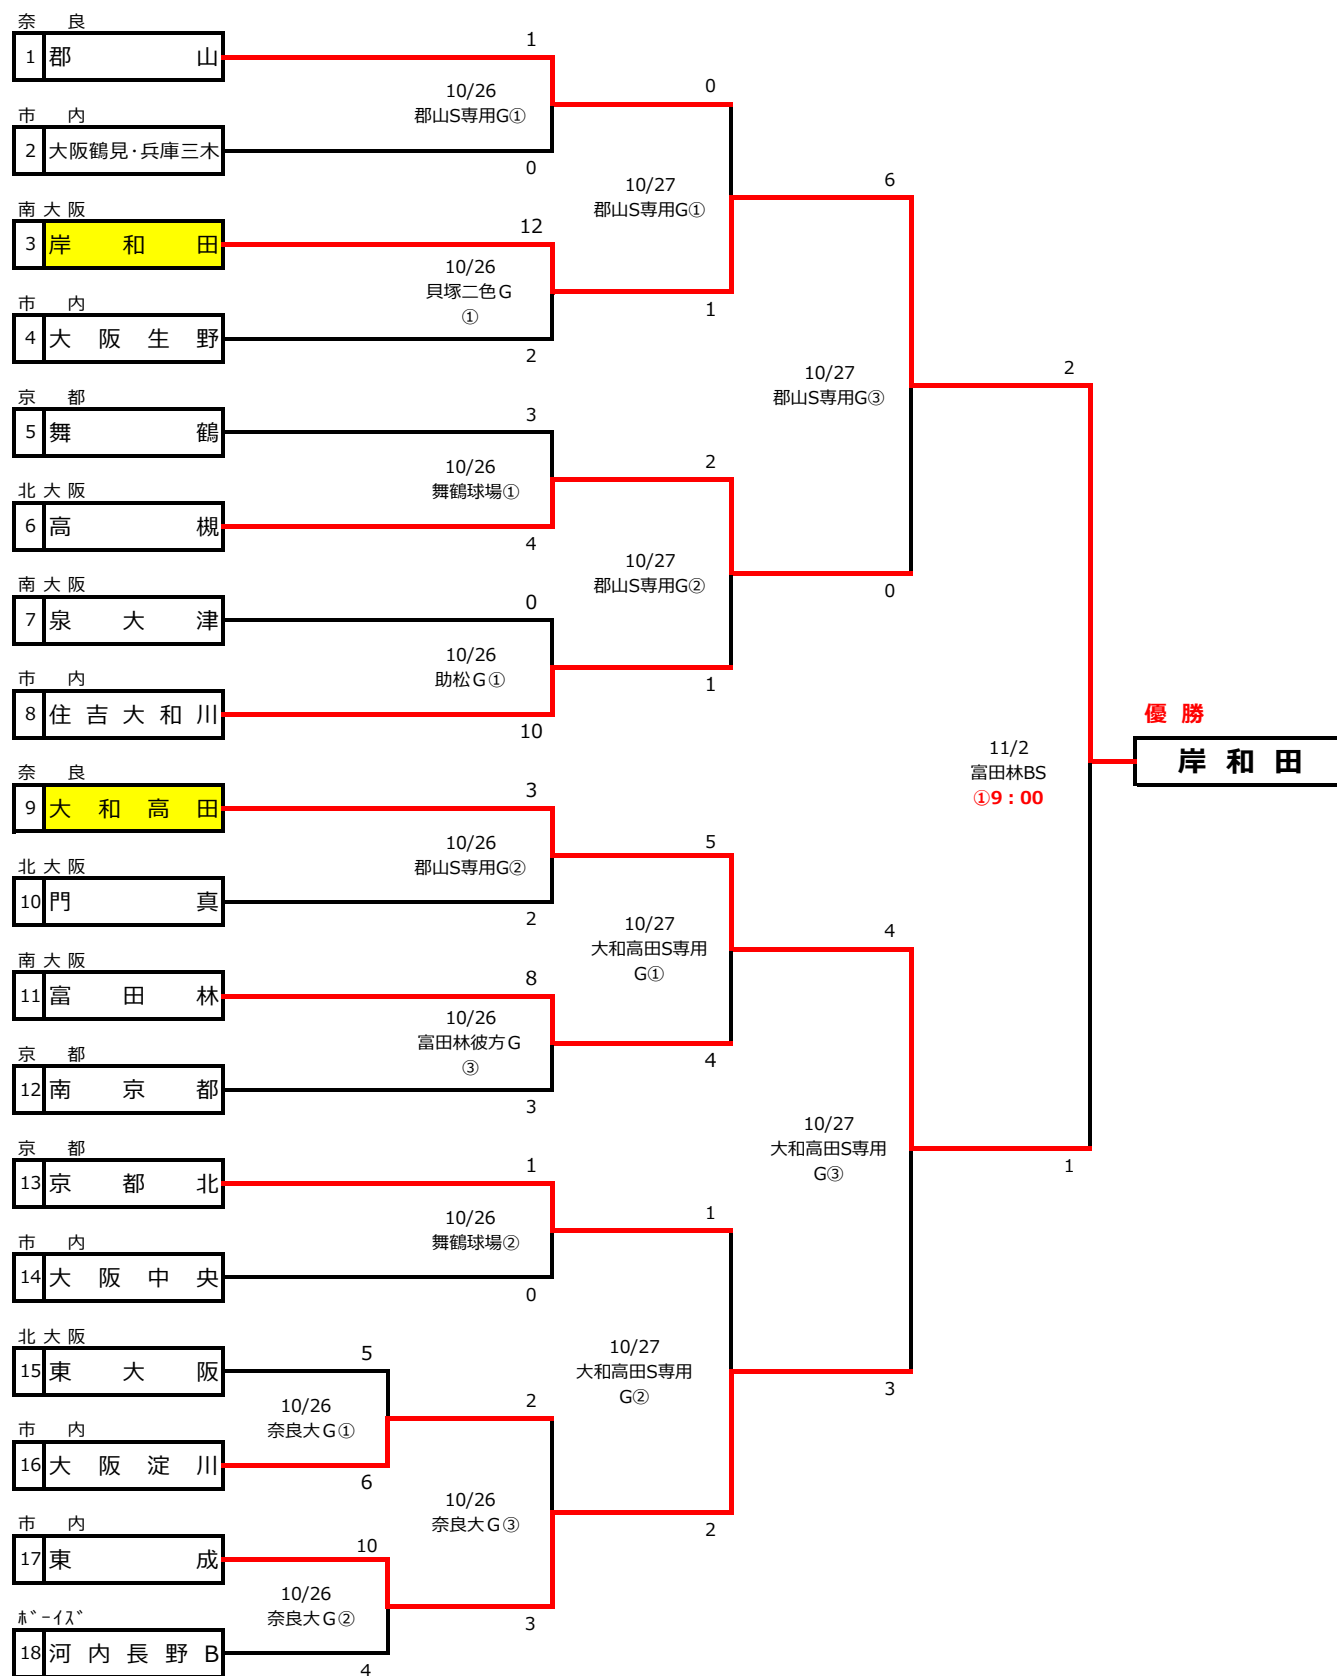 奈良
1 郡山
1
10/26
郡山S専用G①
0
市内
2 大阪鶴見・兵庫三木
0
10/27
郡山S専用G①
6
南大阪
3 岸和田
12
10/26
貝塚二色G
①
1
市内
4 大阪生野
2
10/27
郡山S専用G③
2
京都
5 舞鶴
3
10/26
舞鶴球場①
2
北大阪
6 高槻
4
10/27
郡山S専用G②
0
南大阪
7 泉大津
0
10/26
助松G①
1
市内
8 住吉大和川
10
優勝
岸和田
11/2
富田林BS
①9：00
奈良
9 大和高田
3
10/26
郡山S専用G②
5
北大阪
10 門真
2
10/27
大和高田S専用
G①
4
南大阪
11 富田林
8
10/26
富田林彼方G
③
4
京都
12 南京都
3
10/27
大和高田S専用
G③
1
京都
13 京都北
1
10/26
舞鶴球場②
1
市内
14 大阪中央
0
10/27
大和高田S専用
G②
3
北大阪
15 東大阪
5
10/26
奈良大G①
2
市内
16 大阪淀川
6
10/26
奈良大G③
2
市内
17 東成
10
10/26
奈良大G②
3
ﾎﾞｰｲｽﾞ
18 河内長野B
4